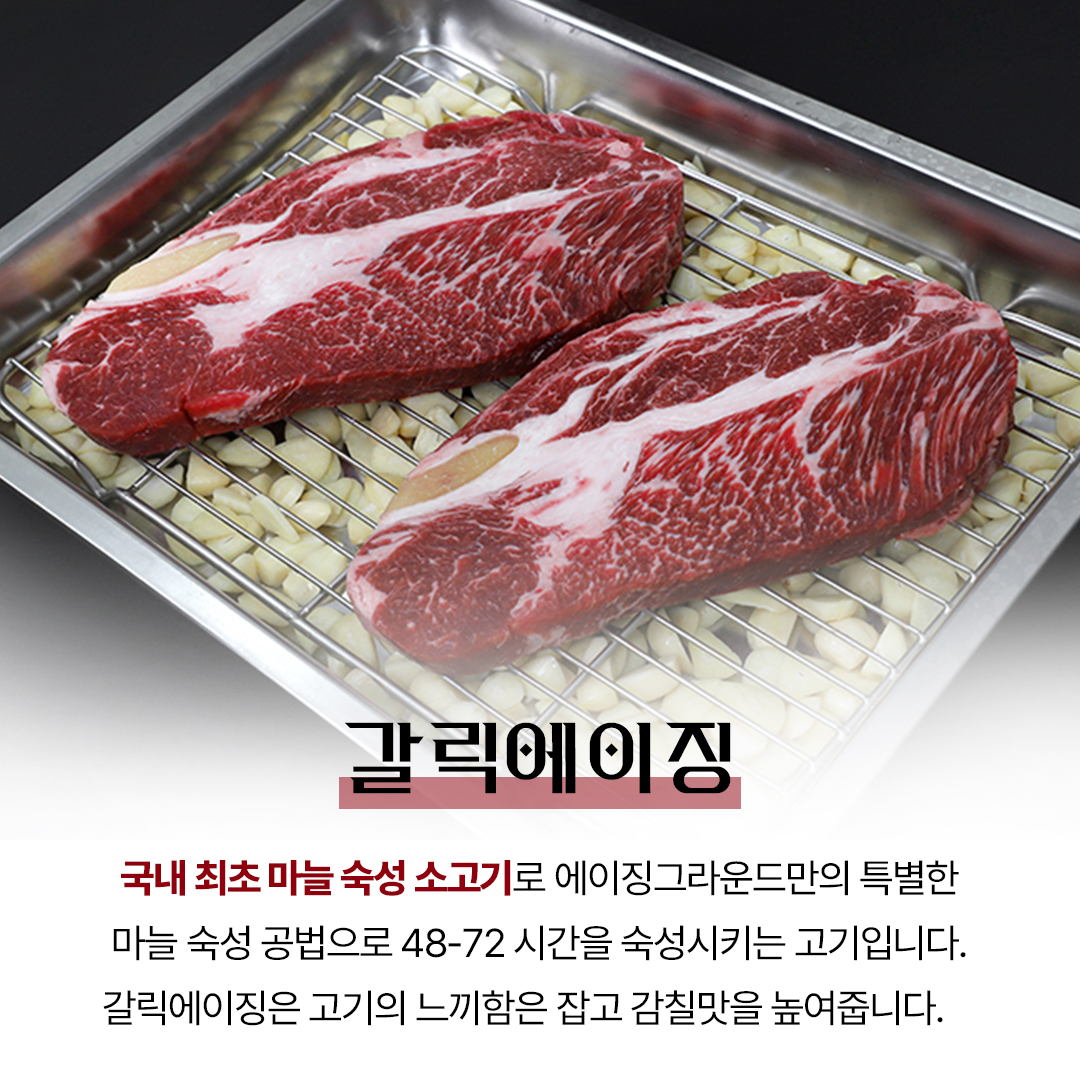 갈릭에이징
국내 최초 마늘 숙성 소고기로 에이징그라운드만의 특별한
마늘 숙성 공법으로 48-72 시간을 숙성시키는 고기입니다.
갈릭에이징은 고기의 느끼함은 잡고 감칠맛을 높여줍니다.